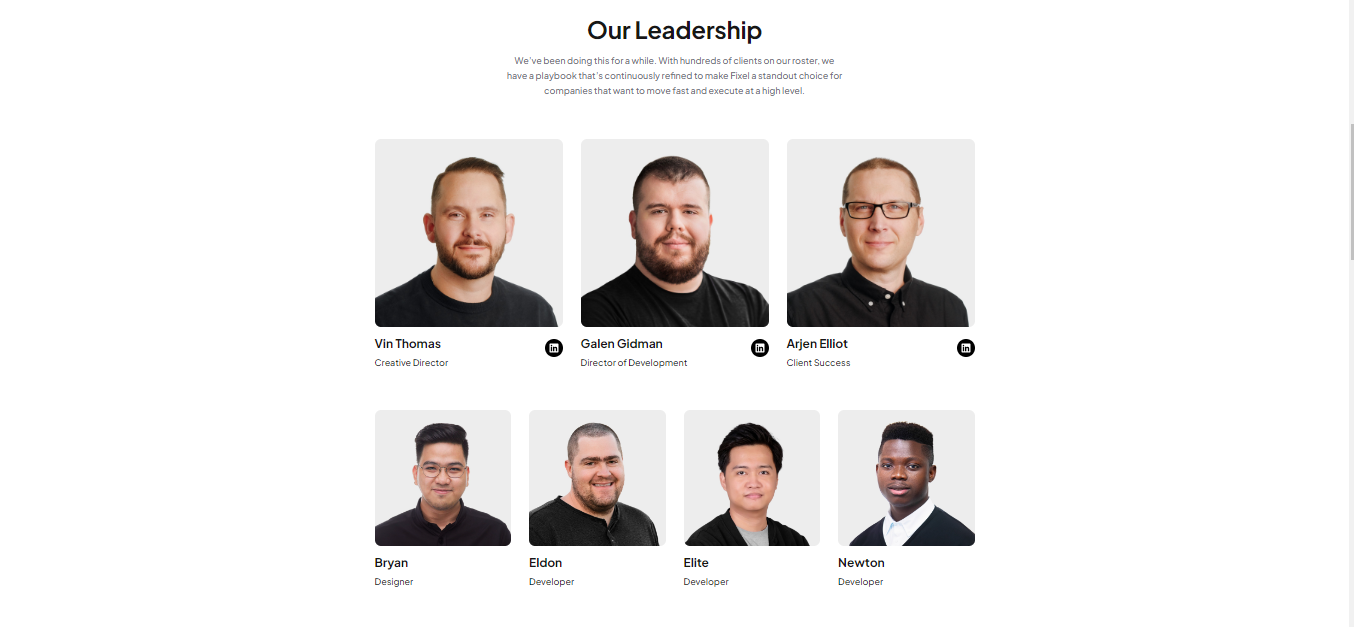 Our Leadership
We've been doing this for a while. With hundreds of clients on our roster, we
have a playbook that's continuously refined to make Fixel a standout choice for
companies that want to move fast and execute at a high level.
Vin Thomas
Creative Director
in
Galen Gidman
Director of Development
in
Arjen Elliot
Client Success
in
Bryan
Designer
Eldon
Developer
Elite
Developer
Newton
Developer